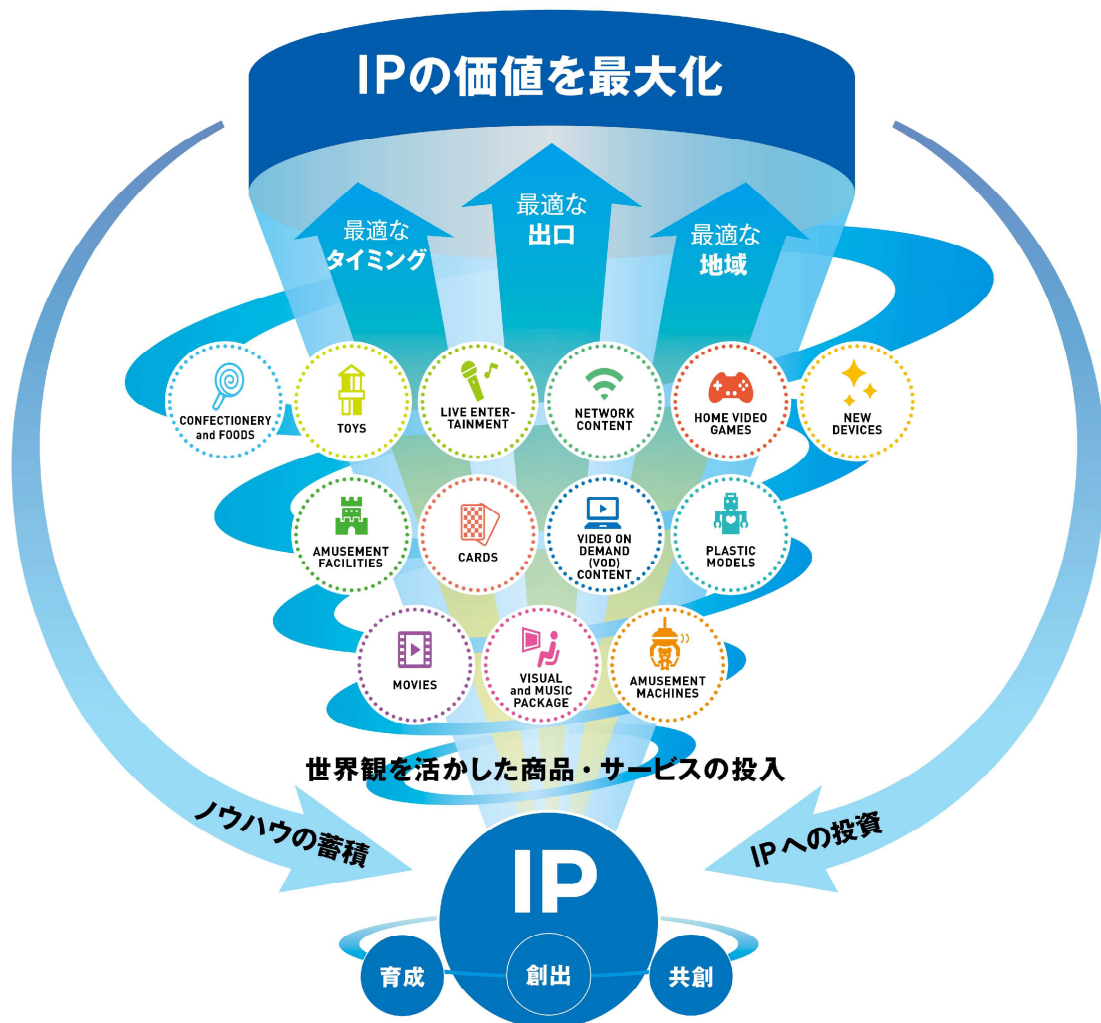 IPの価値を最大化
最適な
タイミング
最適な
出口
最適な
地域
CONFECTIONERY
and FOODS
TOYS
LIVE ENTER-
TAINMENT
NETWORK
CONTENT
HOME VIDEO
GAMES
NEW
DEVICES
AMUSEMENT
FACILITIES
CARDS
VIDEO ON
DEMAND
(VOD)
CONTENT
PLASTIC
MODELS
MOVIES
VISUAL
and MUSIC
PACKAGE
AMUSEMENT
MACHINES
世界観を活かした商品・サービスの投入
ノウハウの蓄積
IPへの投資
IP
育成
創出
共創